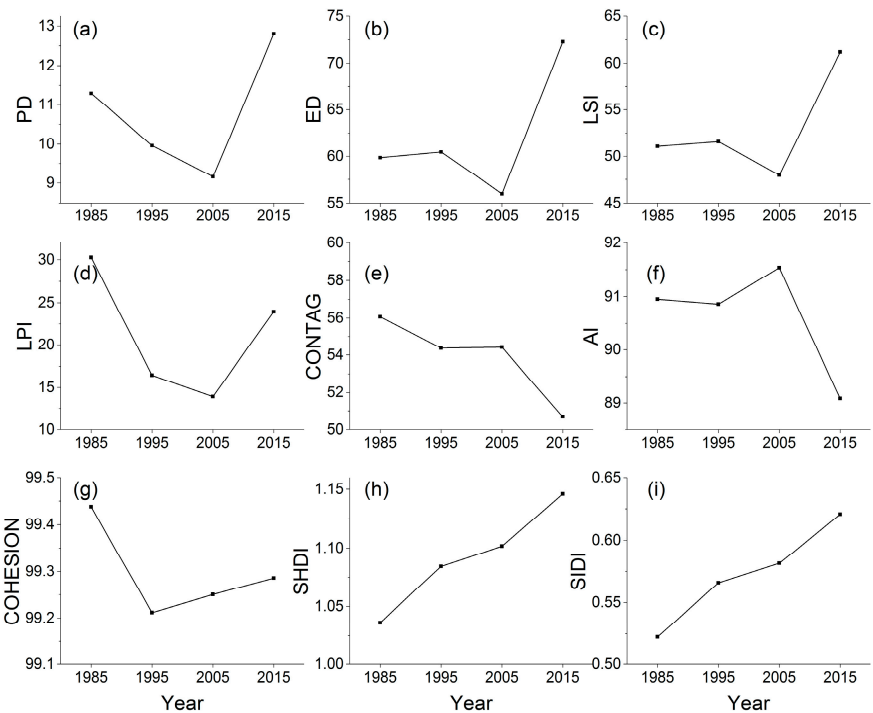 (a)
PD
13
12
11
10
9
1985 1995 2005 2015
(b)
ED
75
70
65
60
55
1985 1995 2005 2015
(c)
LSI
65
60
55
50
45
1985 1995 2005 2015
(d)
LPI
30
25
20
15
10
1985 1995 2005 2015
(e)
CONTAG
60
58
56
54
52
50
1985 1995 2005 2015
(f)
AI
92
91
90
89
1985 1995 2005 2015
(g)
COHESION
99.5
99.4
99.3
99.2
99.1
1985 1995 2005 2015
Year
(h)
SHDI
1.15
1.10
1.05
1.00
1985 1995 2005 2015
Year
(i)
SIDI
0.65
0.60
0.55
0.50
1985 1995 2005 2015
Year